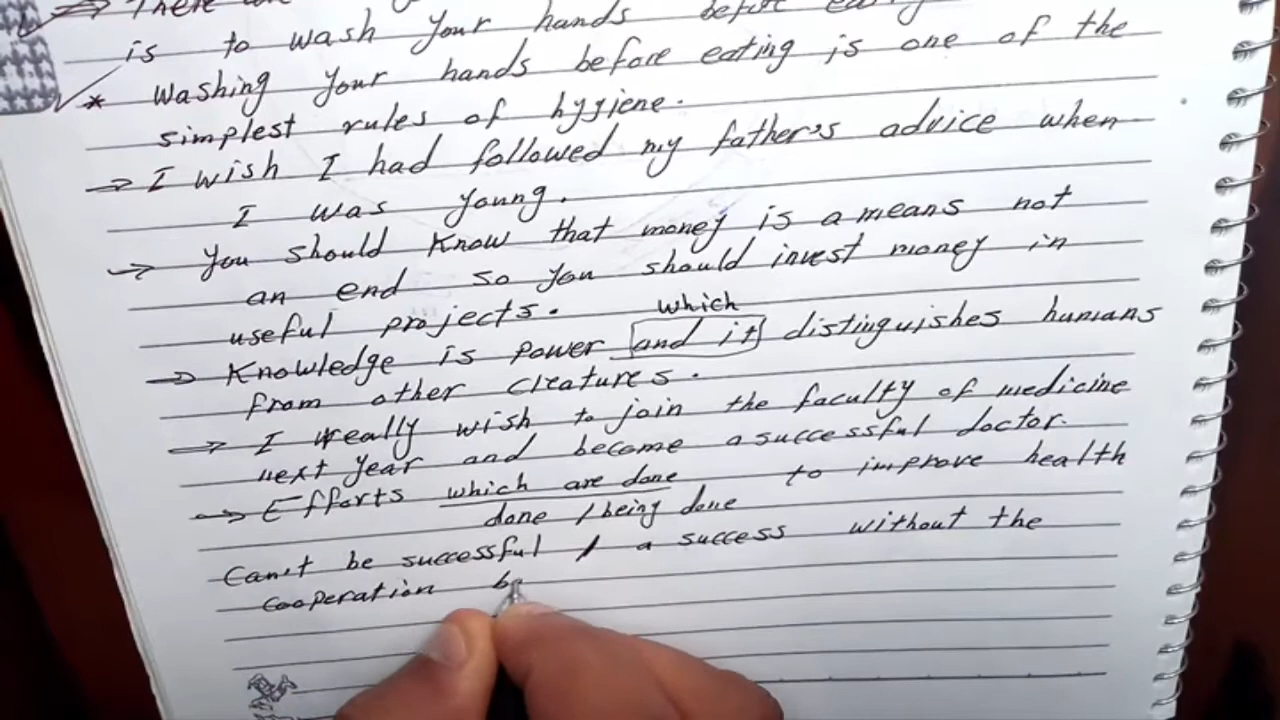 → There
is to wash your hands before
* Washing your hands before eating is one of the
simplest rules of hygiene.
→ I wish I had followed my father's advice when
I was young.
→ you should know that money is a means not
an end so you should invest money in
useful projects.
which
→ Knowledge is power and it distinguishes humans
from other creatures.
→ I really wish to join the faculty of medicine
next year and become a successful doctor.
→ Efforts which are done to improve health
done / being done
Can't be successful / a success without the
cooperation